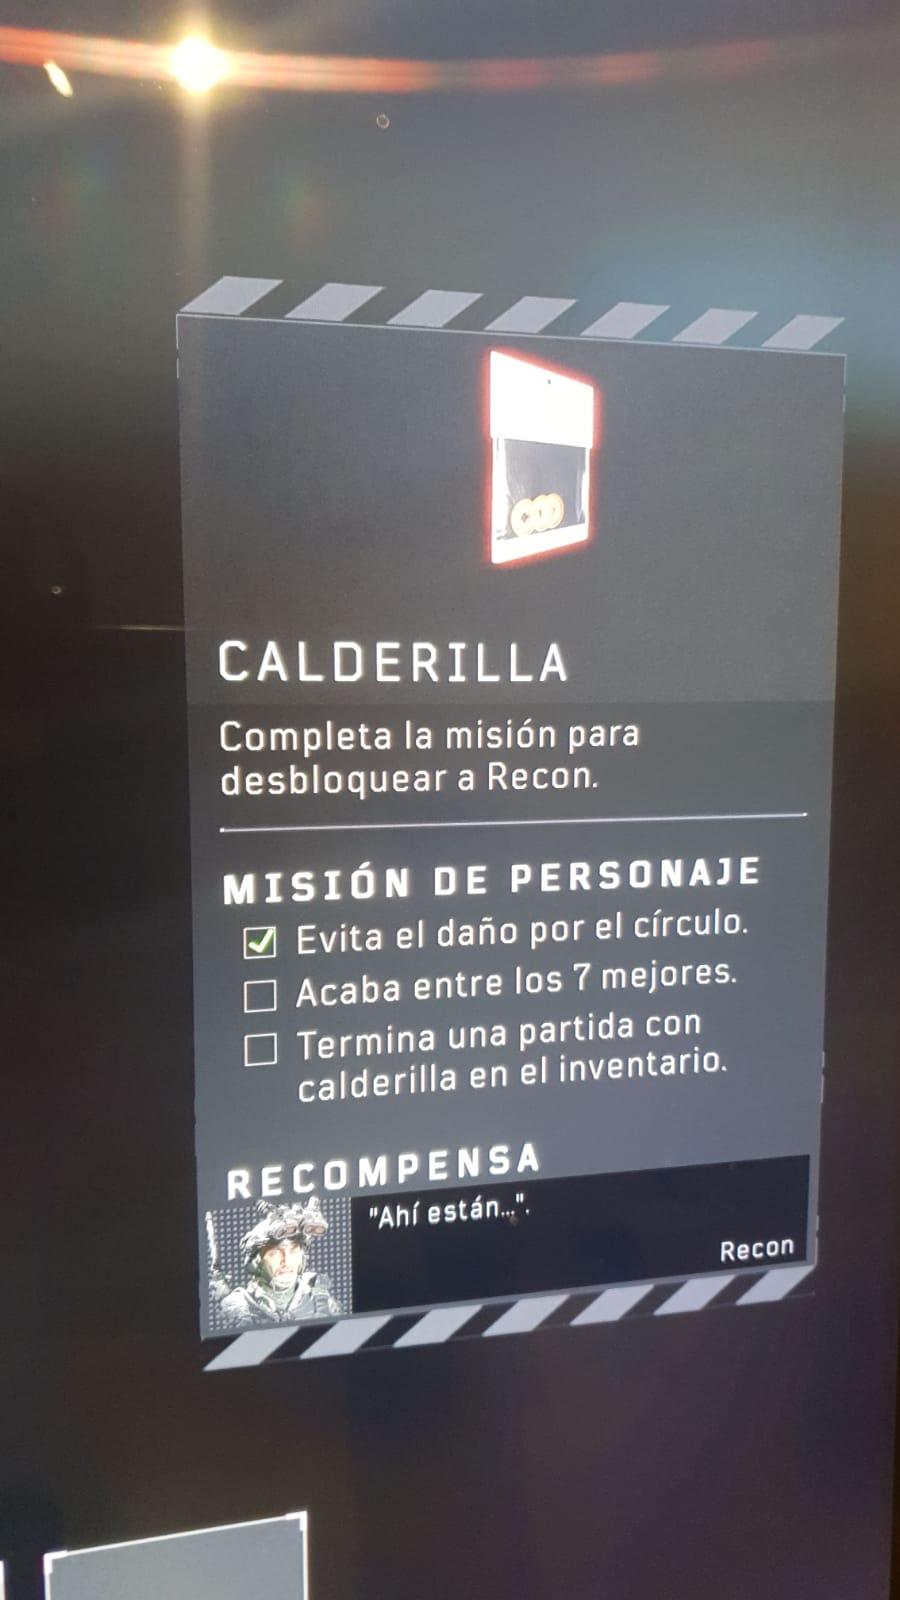 CALDERILLA
Completa la misión para
desbloquear a Recon.
MISIÓN DE PERSONAJE
Evita el daño por el círculo.
Acaba entre los 7 mejores.
Termina una partida con
calderilla en el inventario.
RECOMPENSA
"Ahí están...".
Recon